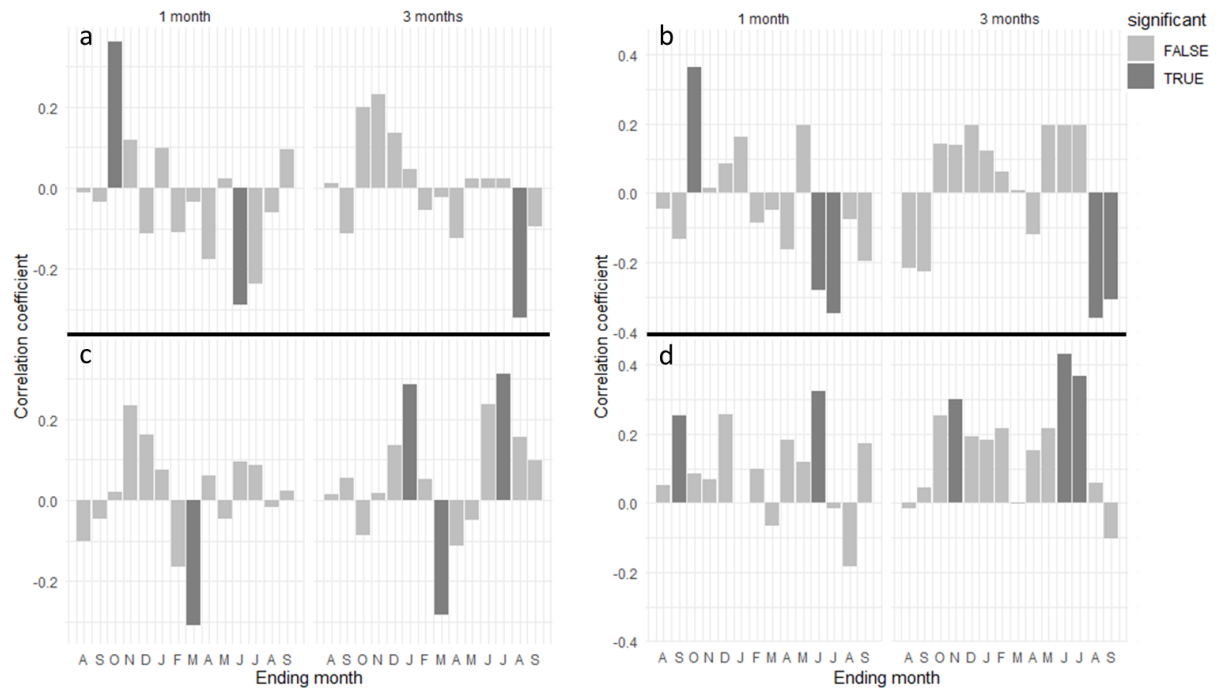 1 month 3 months
a
0.2
0.0
-0.2
1 month 3 months
b
0.4
0.2
0.0
-0.2
-0.4
significant
FALSE
TRUE
Correlation coefficient
Correlation coefficient
c
0.2
0.0
-0.2
A S O N D J F M A M J J A S A S O N D J F M A M J J A S
Ending month
d
0.4
0.2
0.0
-0.2
-0.4
A S O N D J F M A M J J A S A S O N D J F M A M J J A S
Ending month